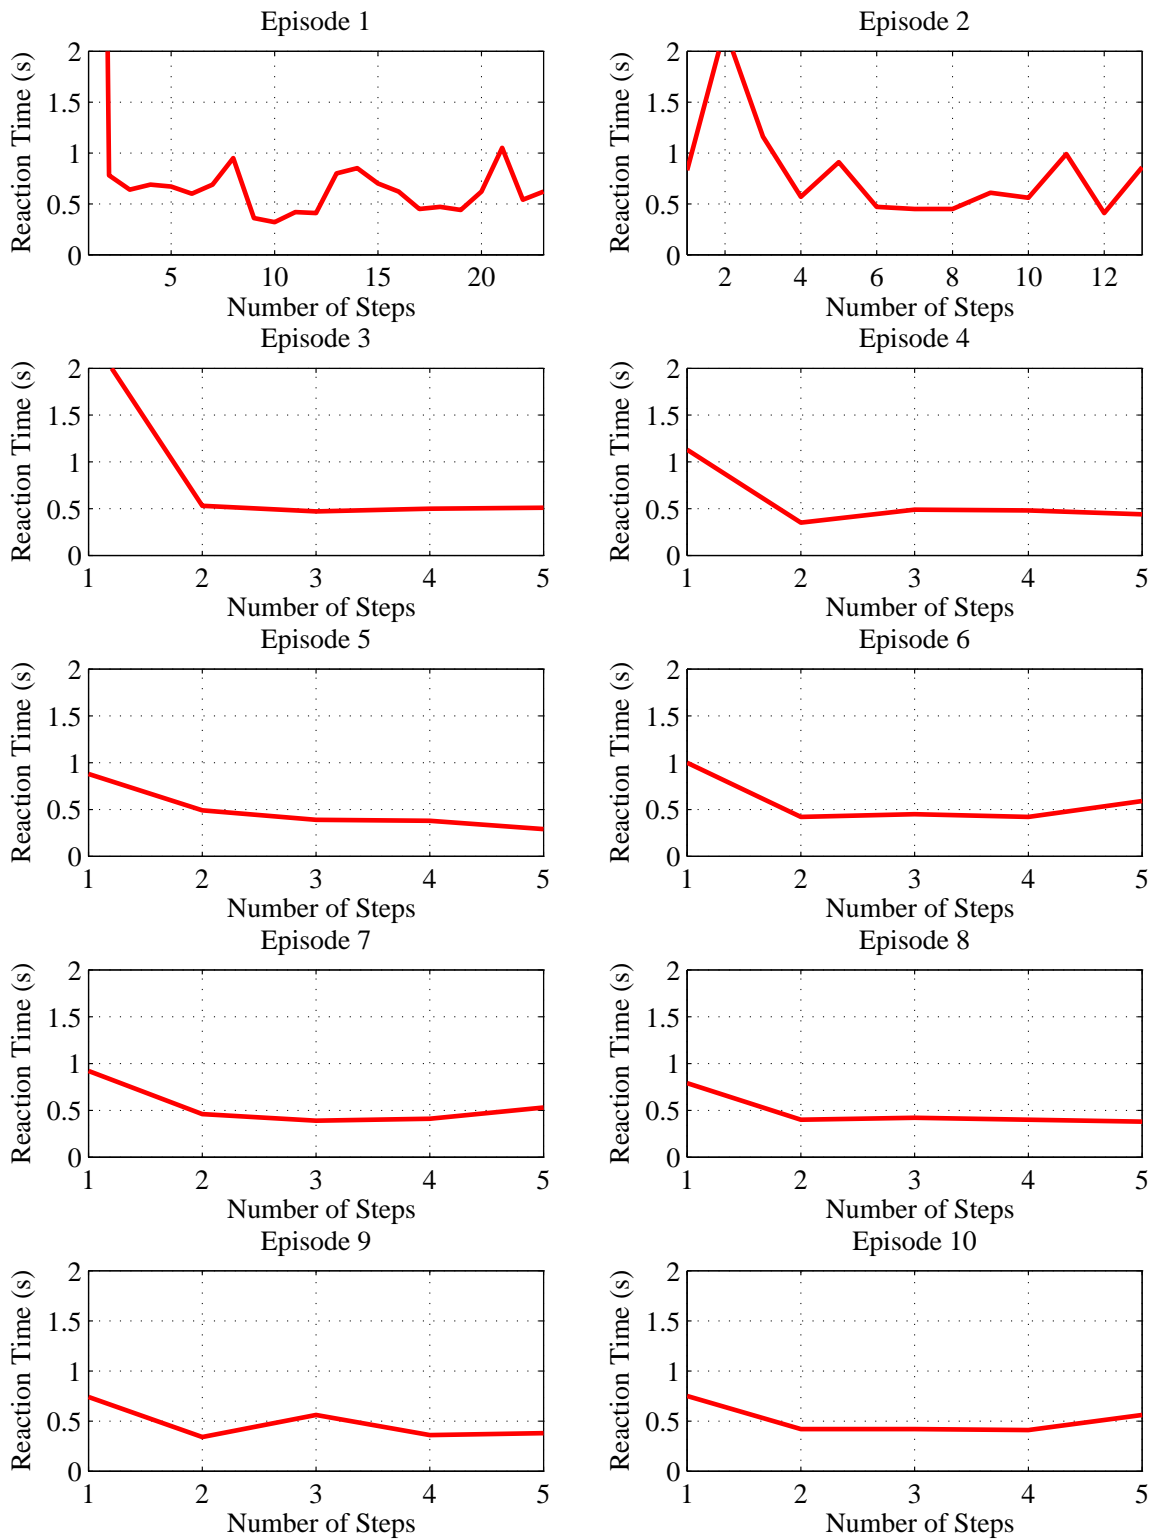 Episode 1
Reaction Time (s)
2
1.5
1
0.5
0
5 10 15 20
Number of Steps
Episode 2
Reaction Time (s)
2
1.5
1
0.5
0
2 4 6 8 10 12
Number of Steps
Episode 3
Reaction Time (s)
2
1.5
1
0.5
0
1 2 3 4 5
Number of Steps
Episode 4
Reaction Time (s)
2
1.5
1
0.5
0
1 2 3 4 5
Number of Steps
Episode 5
Reaction Time (s)
2
1.5
1
0.5
0
1 2 3 4 5
Number of Steps
Episode 6
Reaction Time (s)
2
1.5
1
0.5
0
1 2 3 4 5
Number of Steps
Episode 7
Reaction Time (s)
2
1.5
1
0.5
0
1 2 3 4 5
Number of Steps
Episode 8
Reaction Time (s)
2
1.5
1
0.5
0
1 2 3 4 5
Number of Steps
Episode 9
Reaction Time (s)
2
1.5
1
0.5
0
1 2 3 4 5
Number of Steps
Episode 10
Reaction Time (s)
2
1.5
1
0.5
0
1 2 3 4 5
Number of Steps